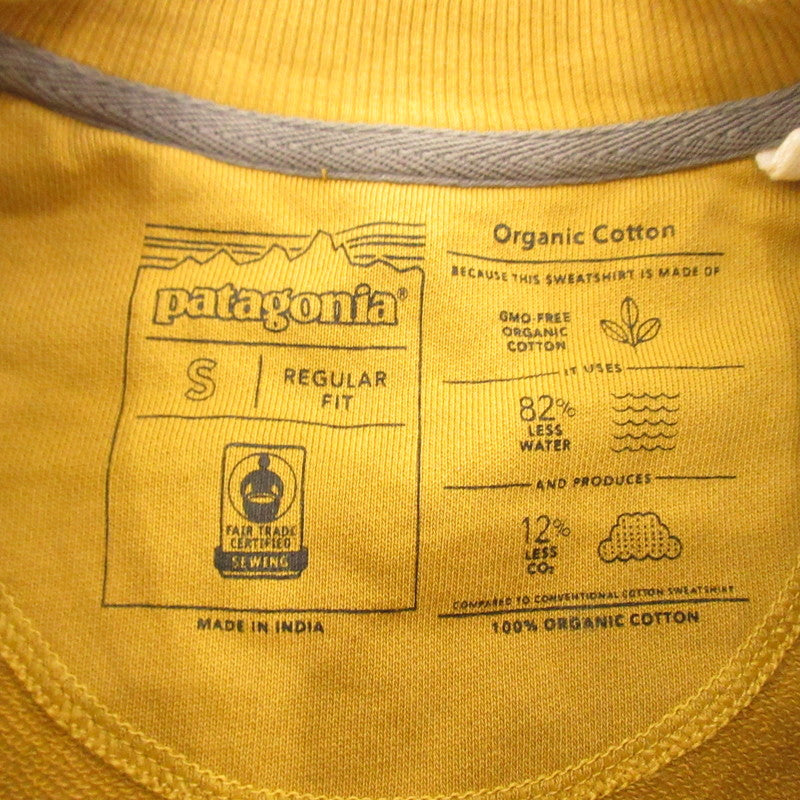 patagonia®
S
REGULAR
FIT
FAIR TRADE
CERTIFIED
SEWING
MADE IN INDIA
Organic Cotton
BECAUSE THIS SWEATSHIRT IS MADE OF
GMO-FREE
ORGANIC
COTTON
IT USES
82%
LESS
WATER
AND PRODUCES
12%
LESS
CO₂
COMPARED TO CONVENTIONAL COTTON SWEATSHIRT
100% ORGANIC COTTON